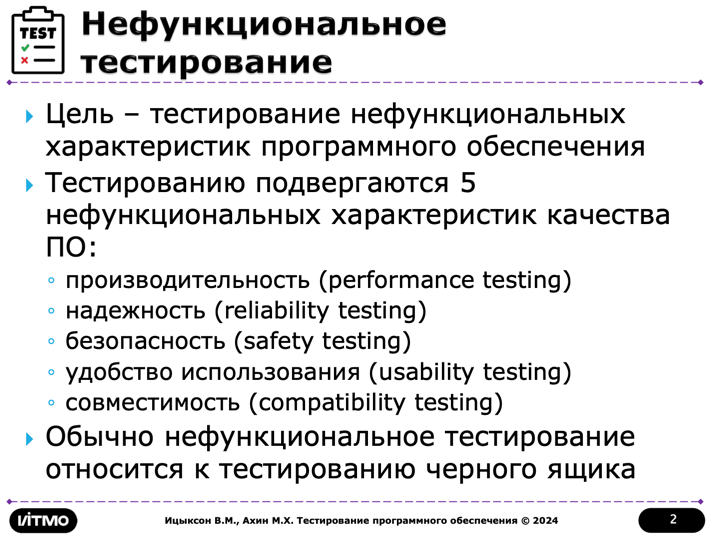 TEST
Нефункциональное
тестирование
Цель – тестирование нефункциональных
характеристик программного обеспечения
Тестированию подвергаются 5
нефункциональных характеристик качества
ПО:
производительность (performance testing)
надежность (reliability testing)
безопасность (safety testing)
удобство использования (usability testing)
совместимость (compatibility testing)
Обычно нефункциональное тестирование
относится к тестированию черного ящика
ИТМО
Ицыксон В.М., Ахин М.Х. Тестирование программного обеспечения © 2024
2